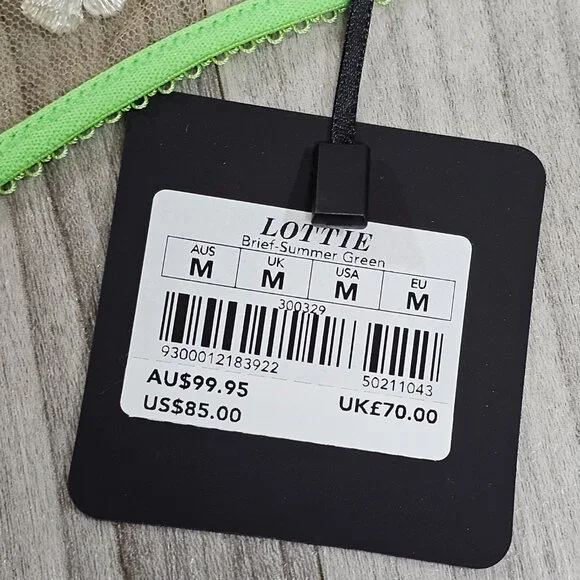 LOTTIE
Brief-Summer Green
AUS UK USA EU
M M M M
300329
9300012183922 50211043
AU$99.95
US$85.00 UK£70.00